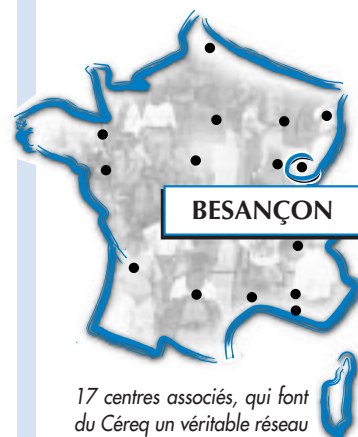 BESANÇON
17 centres associés, qui font
du Céreq un véritable réseau